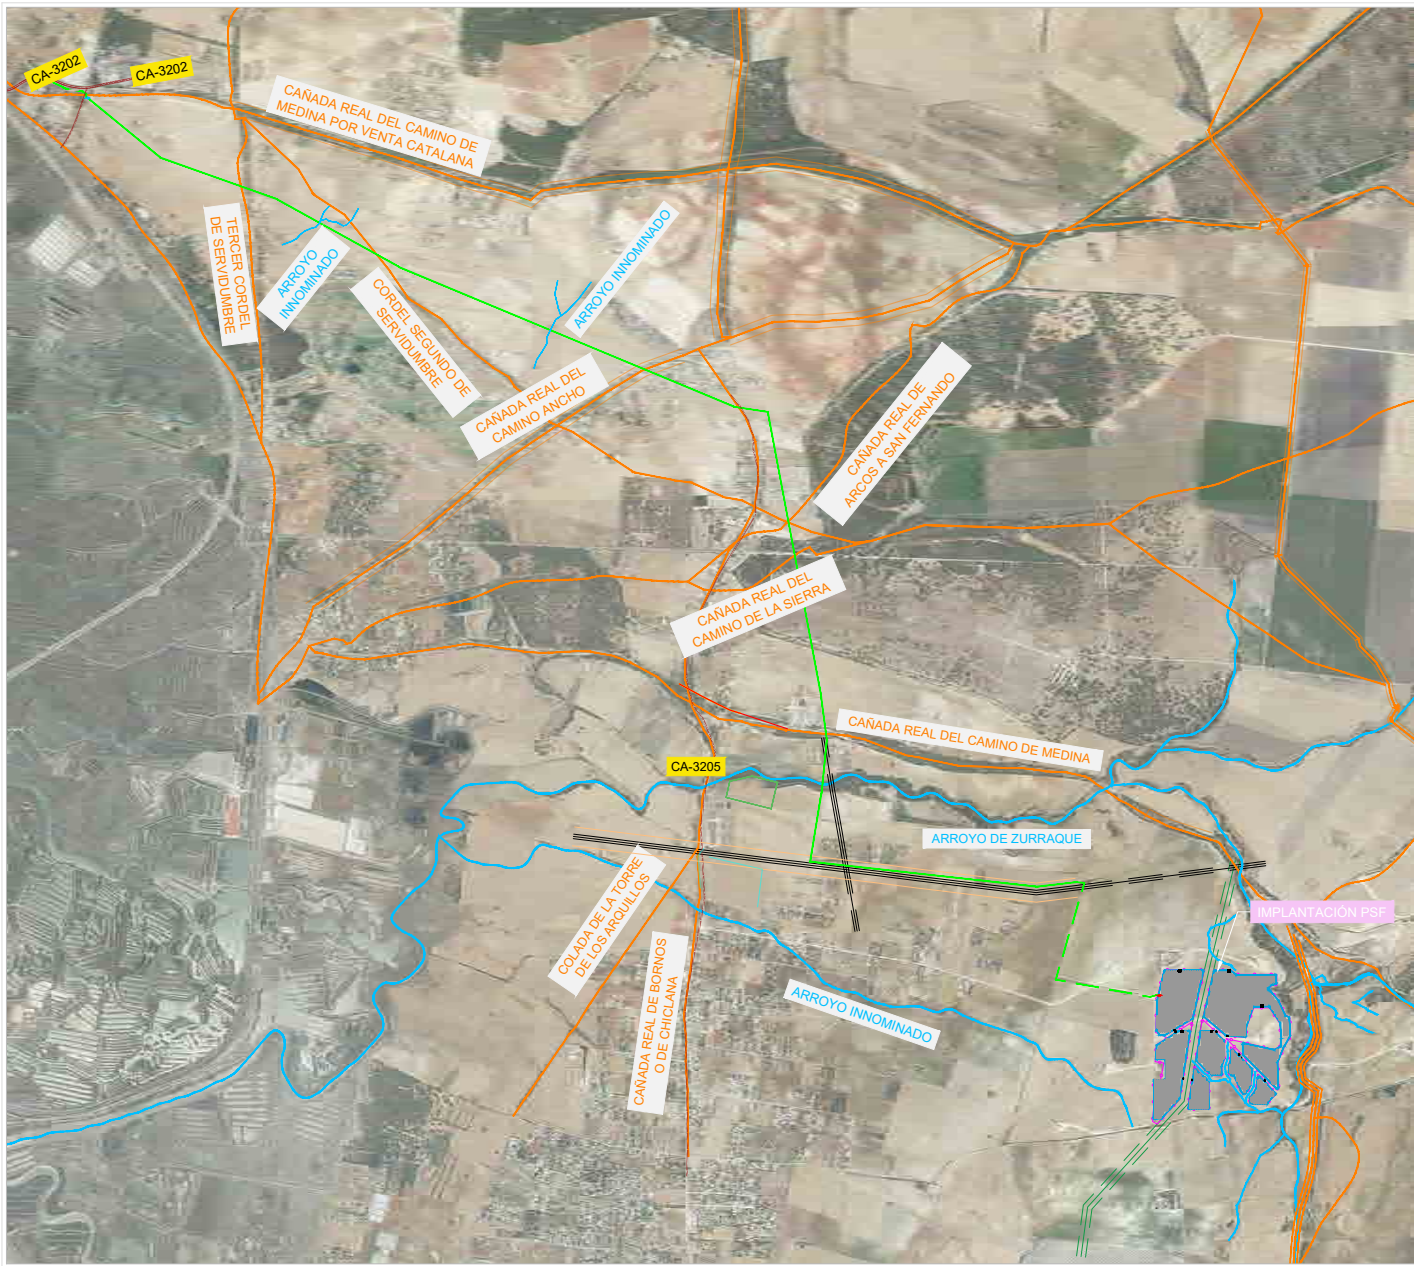 CA-3202
CA-3202
CAÑADA REAL DEL CAMINO DE
MEDINA POR VENTA CATALANA
TERCER CORDEL
DE SERVIDUMBRE
ARROYO
INNOMINADO
ARROYO INNOMINADO
CORDEL SEGUNDO DE
SERVIDUMBRE
CAÑADA REAL DEL
CAMINO ANCHO
CAÑADA REAL DE
ARCOS A SAN FERNANDO
CAÑADA REAL DEL
CAMINO DE LA SIERRA
CAÑADA REAL DEL CAMINO DE MEDINA
CA-3205
ARROYO DE ZURRAQUE
COLADA DE LA TORRE
DE LOS ARQUILLOS
IMPLANTACIÓN PSF
CAÑADA REAL DE BORNOS
O DE CHICLANA
ARROYO INNOMINADO